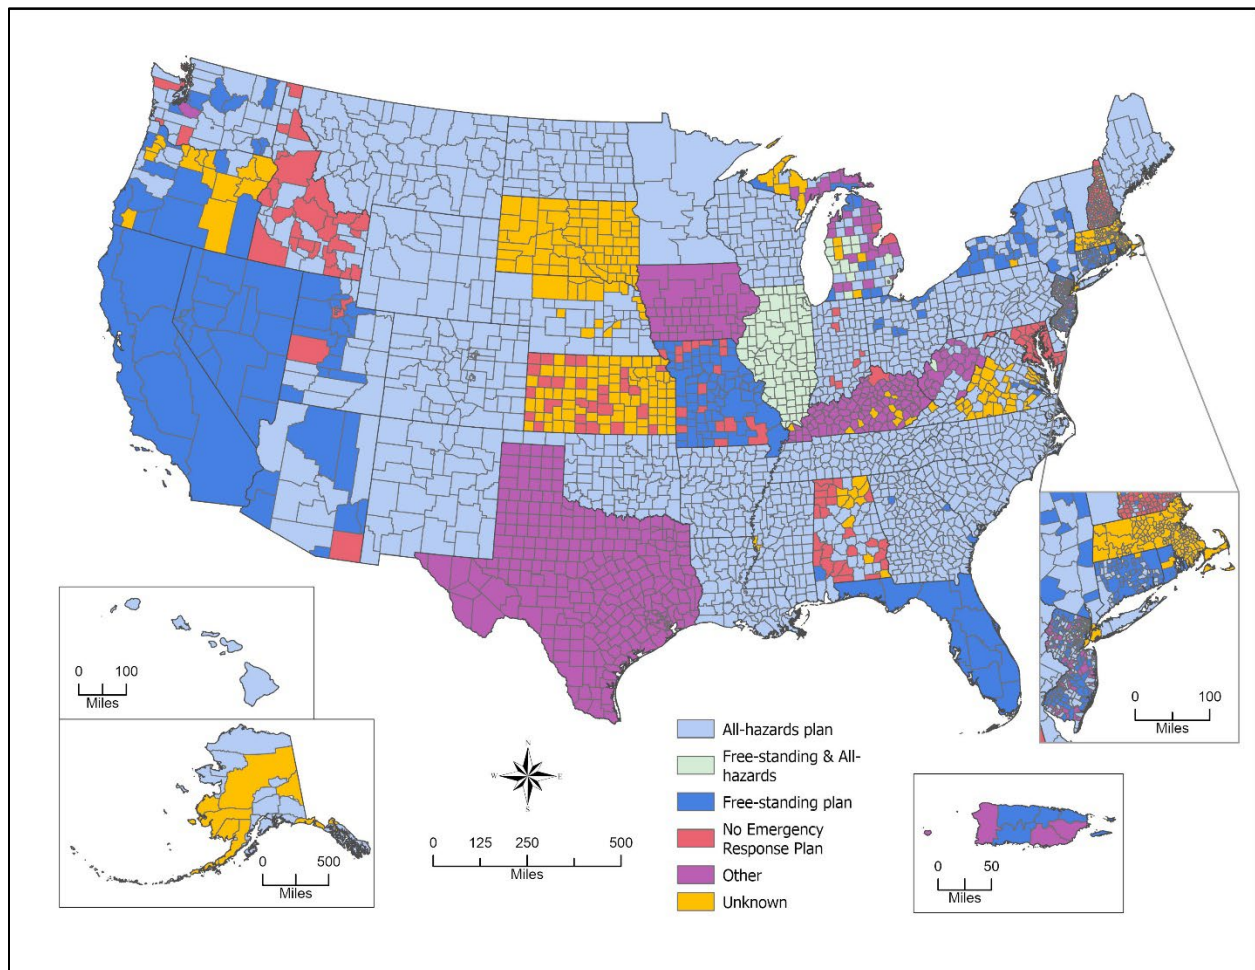 0 100
Miles
0 500
Miles
N
W E
S
0 125 250 500
Miles
All-hazards plan
Free-standing & All-
hazards
Free-standing plan
No Emergency
Response Plan
Other
Unknown
0 100
Miles
0 50
Miles